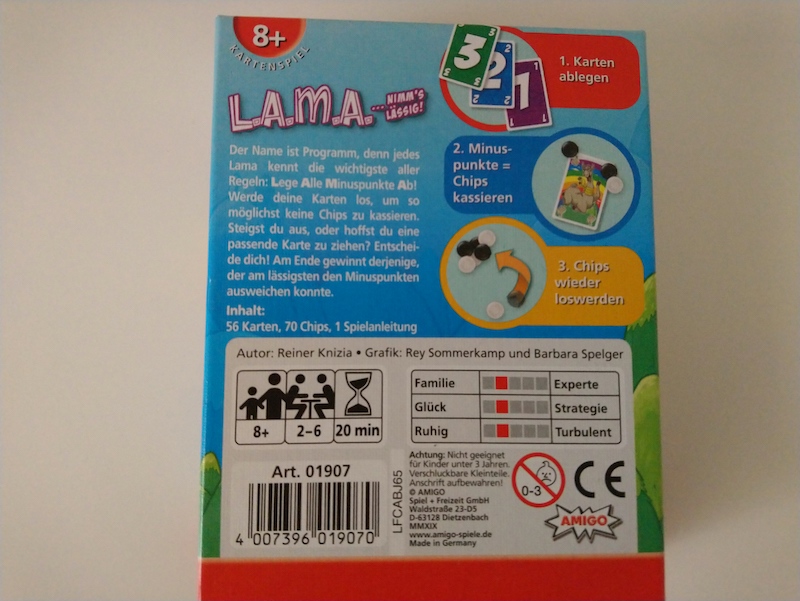 8+
KARTENSPIEL
L.A.M.A. ...NIMM'S
LÄSSIG!
Der Name ist Programm, denn jedes
Lama kennt die wichtigste aller
Regeln: Lege Alle Minuspunkte Ab!
Werde deine Karten los, um so
möglichst keine Chips zu kassieren.
Steigst du aus, oder hoffst du eine
passende Karte zu ziehen? Entschei-
de dich! Am Ende gewinnt derjenige,
der am lässigsten den Minuspunkten
ausweichen konnte.
Inhalt:
56 Karten, 70 Chips, 1 Spielanleitung
3
2
1
1. Karten
ablegen
2. Minus-
punkte =
Chips
kassieren
3. Chips
wieder
loswerden
Autor: Reiner Knizia • Grafik: Rey Sommerkamp und Barbara Spelger
8+ 2–6 20 min
Familie Experte
Glück Strategie
Ruhig Turbulent
Art. 01907
4 007396 019070
LFCABJ65
Achtung: Nicht geeignet
für Kinder unter 3 Jahren.
Verschluckbare Kleinteile.
Anschrift aufbewahren!
© AMIGO
Spiel + Freizeit GmbH
Waldstraße 23-D5
D-63128 Dietzenbach
MMXIX
www.amigo-spiele.de
Made in Germany
0-3
CE
AMIGO